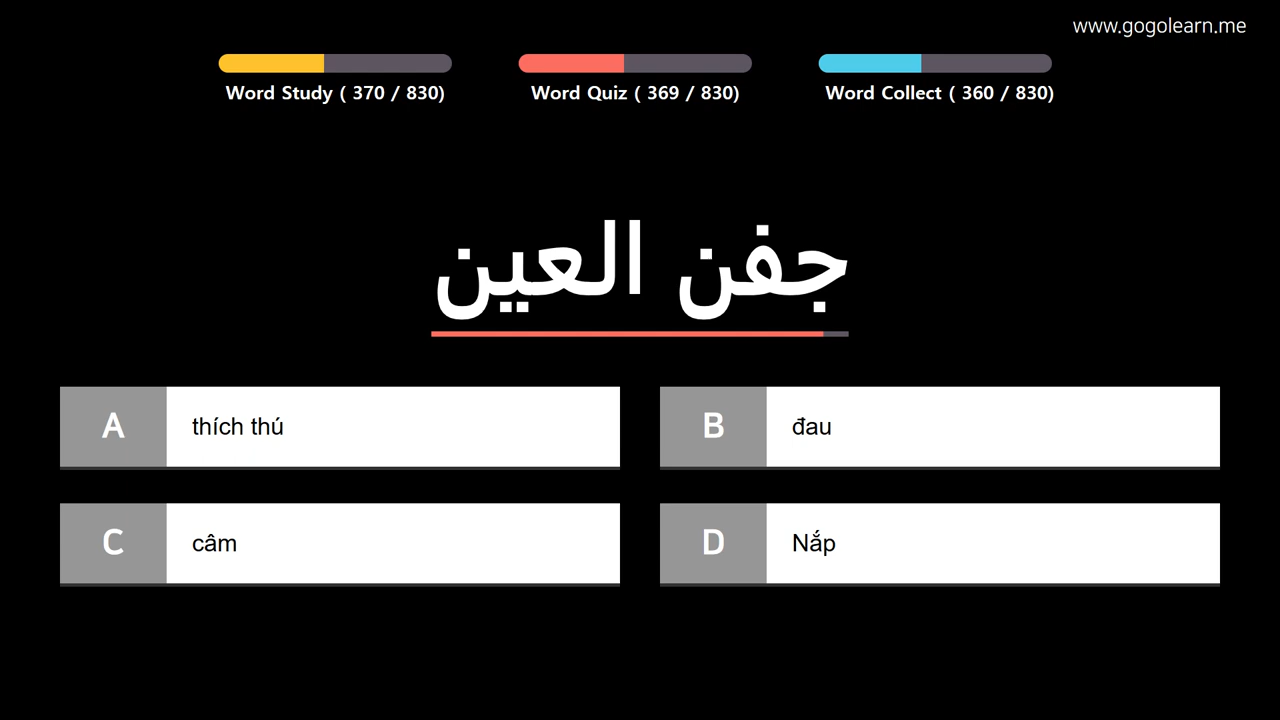 www.gogolearn.me
Word Study ( 370 / 830)
Word Quiz ( 369 / 830)
Word Collect ( 360 / 830)
جفن العين
A thích thú
B đau
C câm
D Nắp